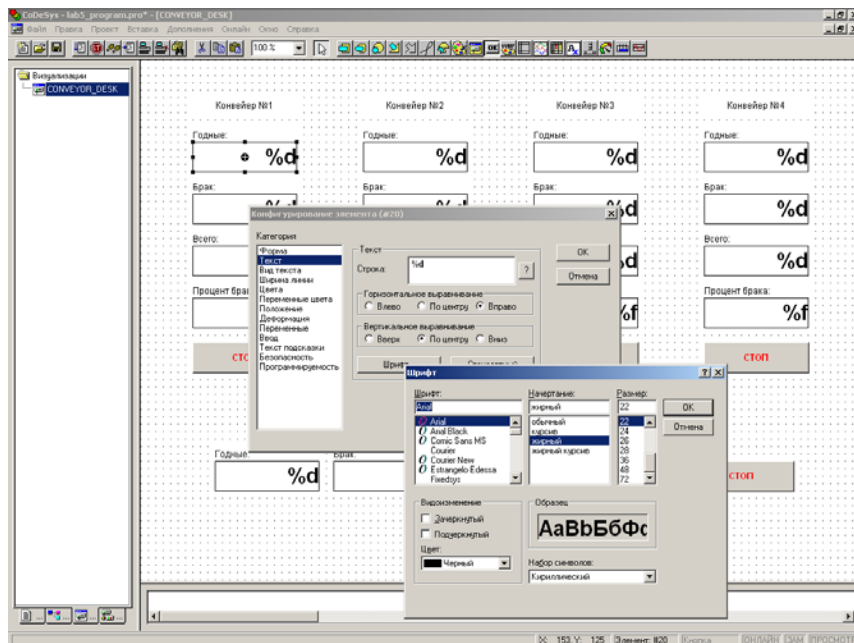 CoDeSys - lab5_program.pro* - [CONVEYOR_DESK]
Файл Правка Проект Вставка Дополнения Онлайн Окно Справка
100 %
Визуализации
CONVEYOR_DESK
Конвейер №1 Конвейер №2 Конвейер №3 Конвейер №4
Годные: Годные: Годные: Годные:
%d %d %d %d
Брак: Брак: Брак: Брак:
%d %d
Всего: Всего:
%d %d
Процент брака:
%f %f
СТОП
Годные: Брак:
%d
СТОП
Конфигурирование элемента (#20)
Категория
Форма
Текст
Вид текста
Ширина линии
Цвета
Переменные цвета
Положение
Деформация
Переменные
Ввод
Текст подсказки
Безопасность
Программируемость
Текст
Строка: %d ?
Горизонтальное выравнивание
Влево По центру Вправо
Вертикальное выравнивание
Вверх По центру Вниз
Шрифт
OK
Отмена
Шрифт
Шрифт: Начертание: Размер:
Arial жирный 22
Arial
Arial Black
Comic Sans MS
Courier
Courier New
Estrangelo Edessa
Fixedsys
обычный
курсив
жирный
жирный курсив
22
24
26
28
36
48
72
OK
Отмена
Видоизменение
Зачеркнутый
Подчеркнутый
Цвет:
Черный
Образец
АаВbБбФф
Набор символов:
Кириллический
X: 153, Y: 125 Элемент #20 Кнопка ОНЛАЙН ЗАМ ПРОСМОТ